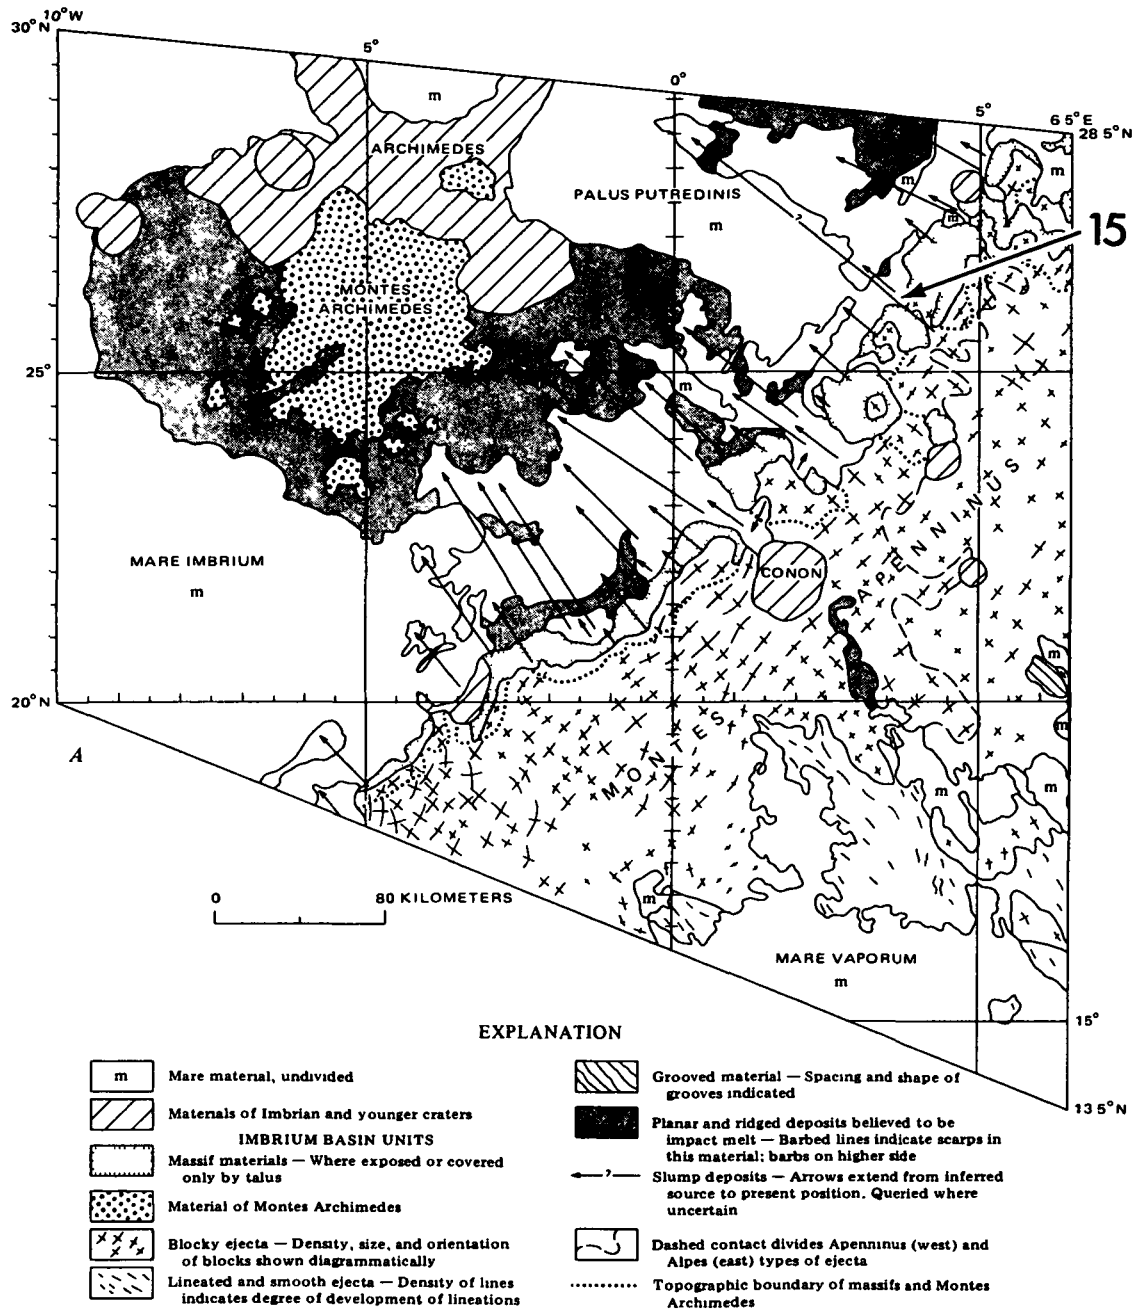 10°W
30°N
5°
0°
5°
6 5°E
28 5°N
m
ARCHIMEDES
m
m
PALUS PUTREDINIS
m
m
?
15
MONTES
ARCHIMEDES
25°
m
APENNINUS
MARE IMBRIUM
m
CONON
m
20°N
m
A
MONTES
m
m
0
80 KILOMETERS
m
MARE VAPORUM
m
15°
13 5°N
EXPLANATION
m
Mare material, undivided
Materials of Imbrian and younger craters
IMBRIUM BASIN UNITS
Massif materials — Where exposed or covered
only by talus
Material of Montes Archimedes
Blocky ejecta — Density, size, and orientation
of blocks shown diagrammatically
Lineated and smooth ejecta — Density of lines
indicates degree of development of lineations
Grooved material — Spacing and shape of
grooves indicated
Planar and ridged deposits believed to be
impact melt — Barbed lines indicate scarps in
this material; barbs on higher side
?
Slump deposits — Arrows extend from inferred
source to present position. Queried where
uncertain
Dashed contact divides Apenninus (west) and
Alpes (east) types of ejecta
Topographic boundary of massifs and Montes
Archimedes